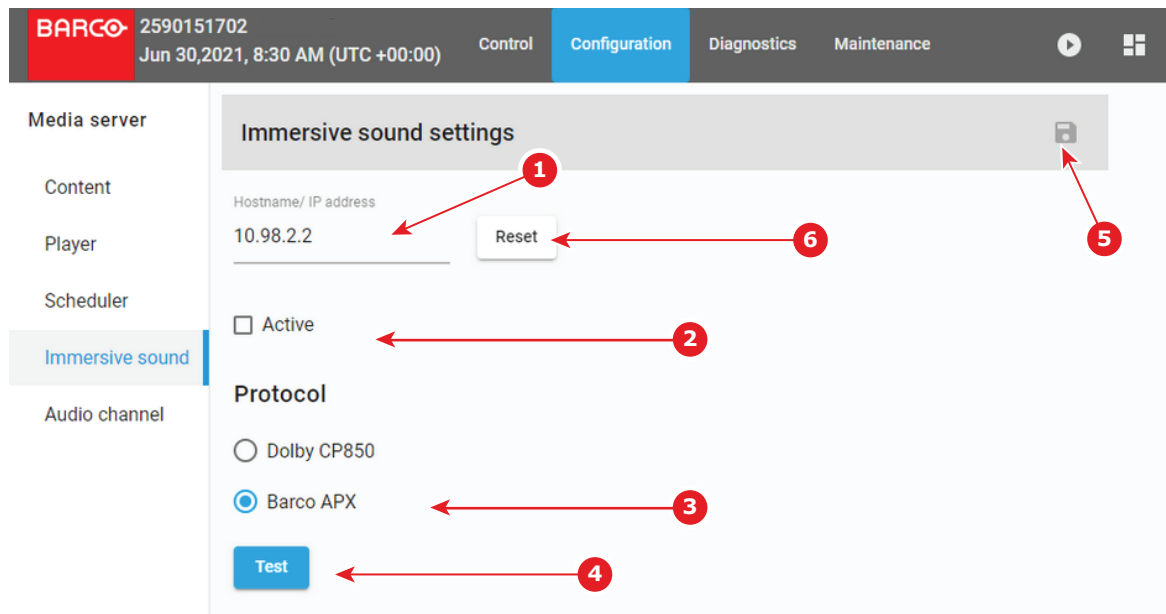 BARCO
2590151702
Jun 30,2021, 8:30 AM (UTC +00:00)
Control
Configuration
Diagnostics
Maintenance
Media server
Content
Player
Scheduler
Immersive sound
Audio channel
Immersive sound settings
1
Hostname/ IP address
10.98.2.2
Reset
6
5
Active
2
Protocol
Dolby CP850
Barco APX
3
Test
4